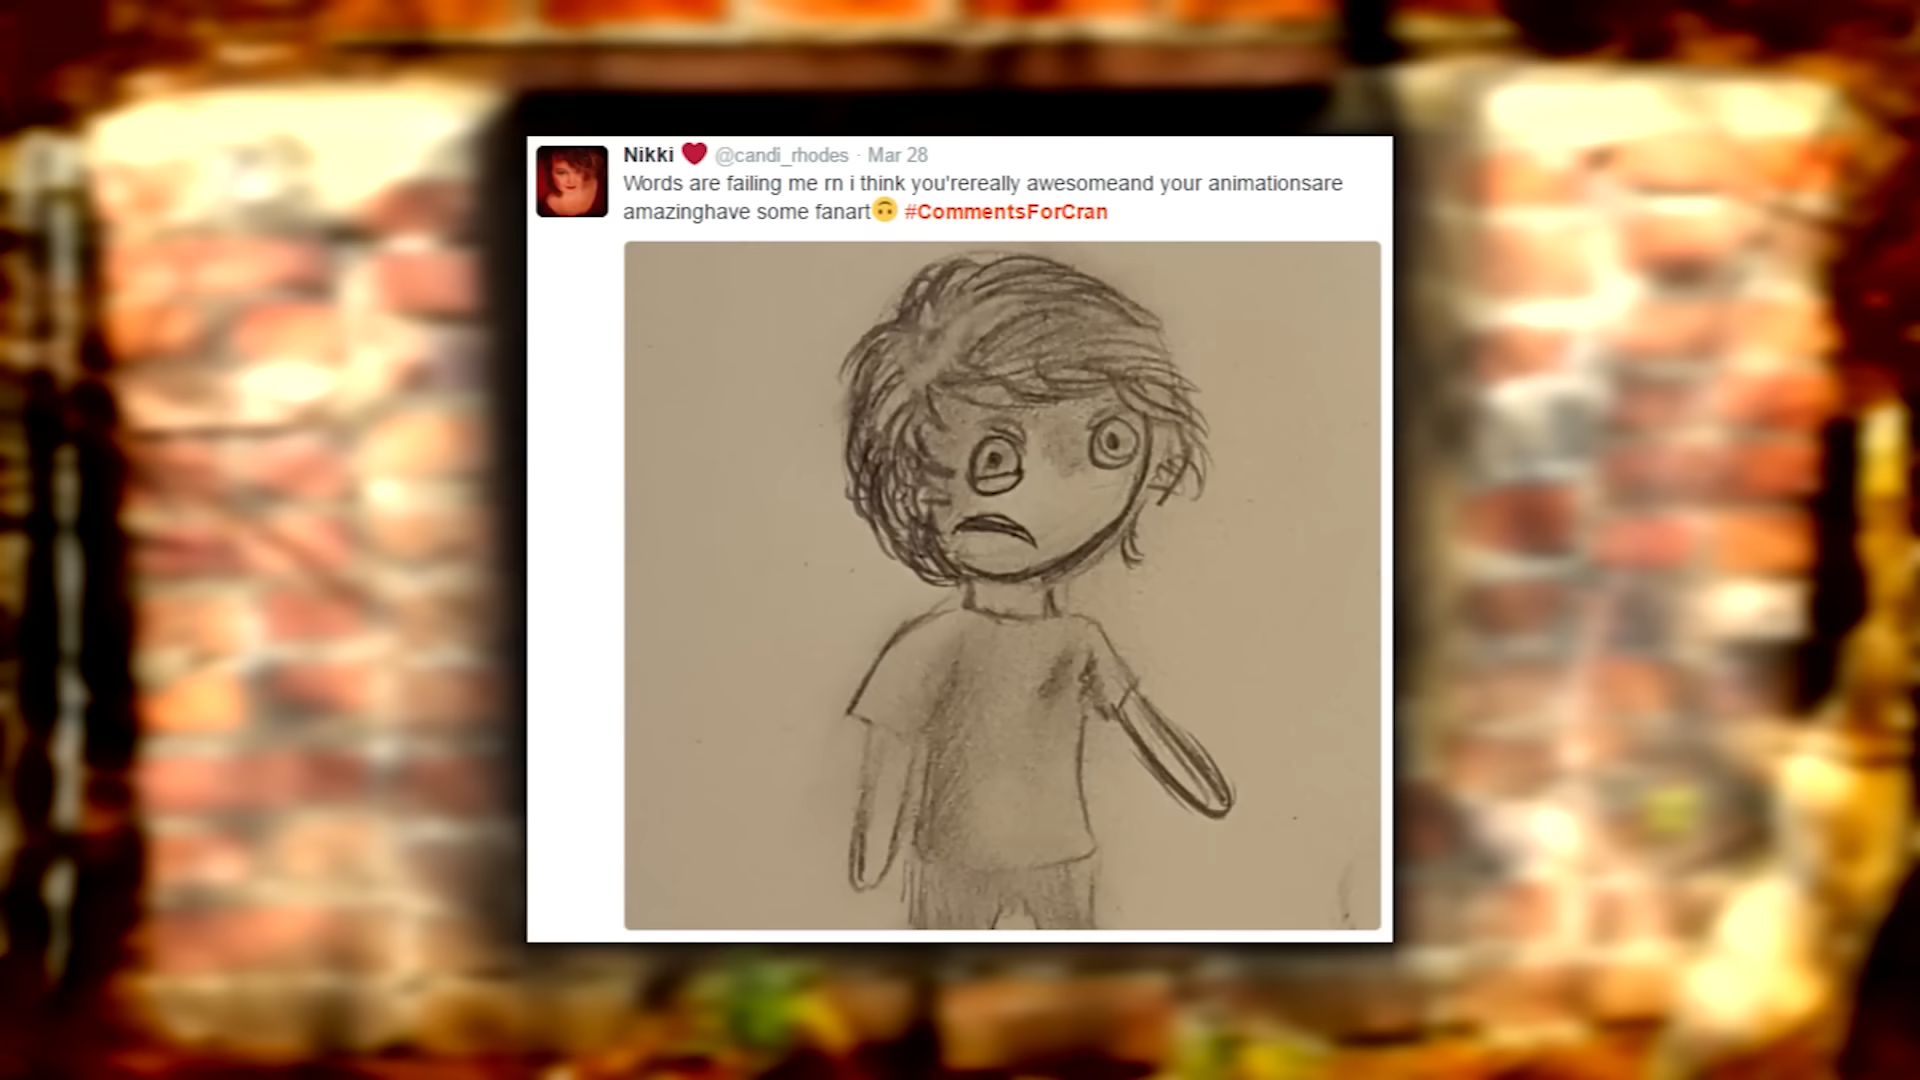 Nikki ❤ @candi_rhodes · Mar 28
Words are failing me rn i think you'rereally awesomeand your animationsare
amazinghave some fanart🙃 #CommentsForCran